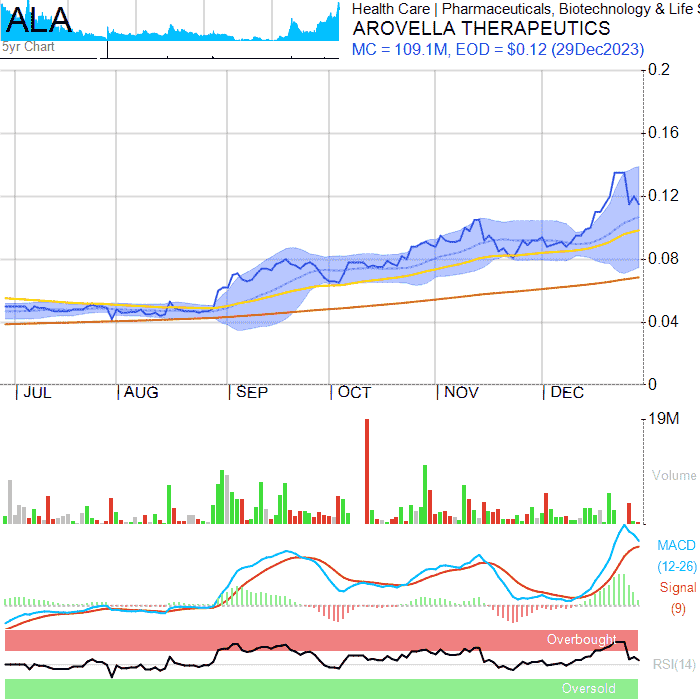 ALA
5yr Chart
Health Care | Pharmaceuticals, Biotechnology & Life S
AROVELLA THERAPEUTICS
MC = 109.1M, EOD = $0.12 (29Dec2023)
0.2
0.16
0.12
0.08
0.04
0
JUL AUG SEP OCT NOV DEC
19M
Volume
MACD
(12-26)
Signal
(9)
Overbought
RSI(14)
Oversold